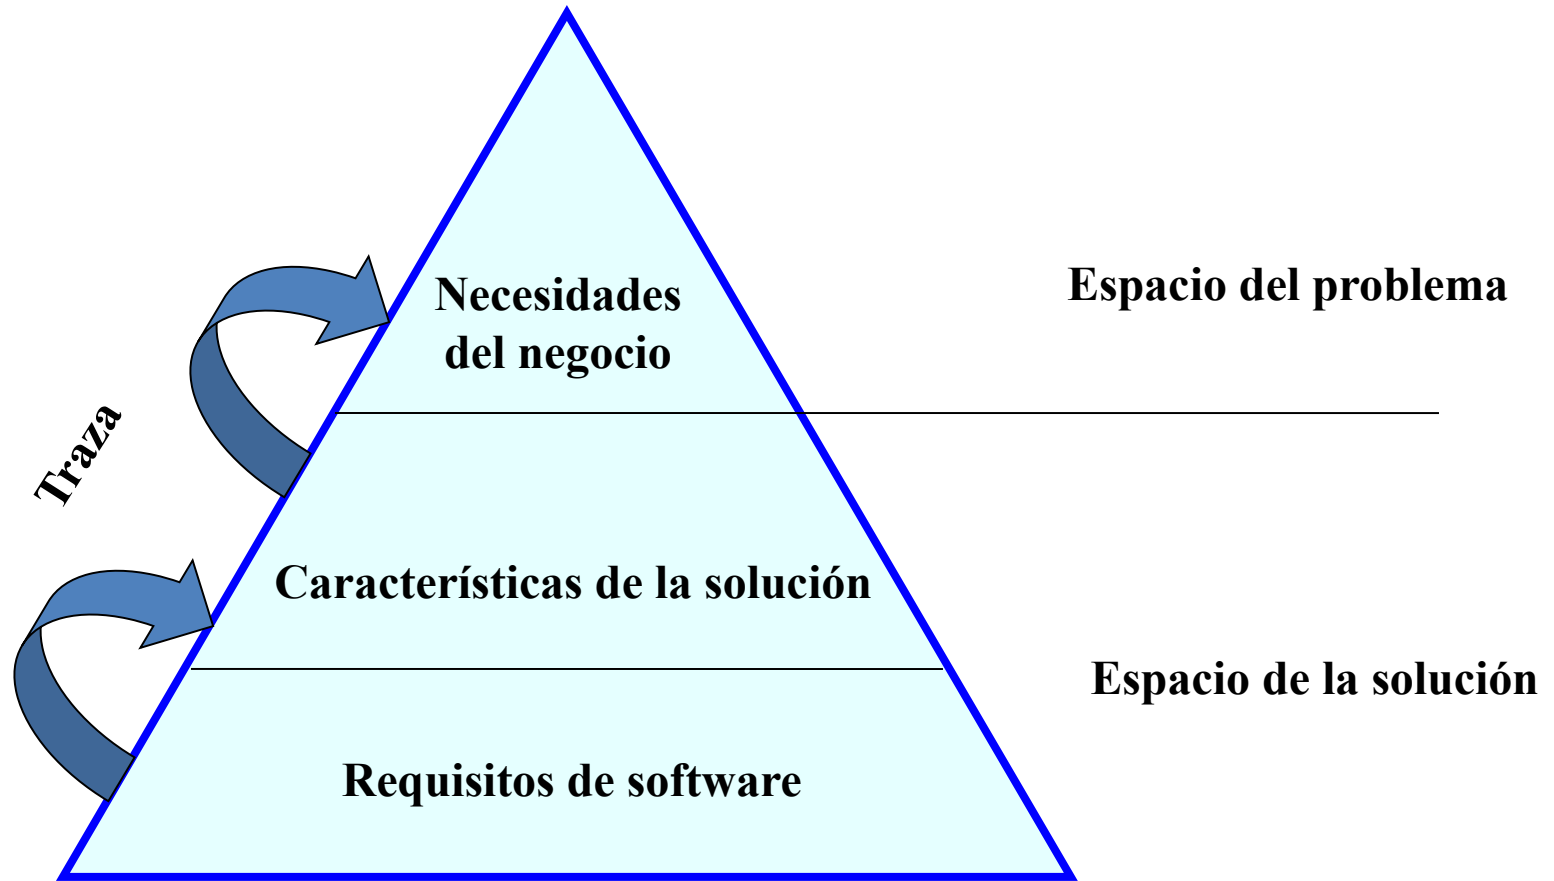 Necesidades
del negocio
Espacio del problema
Traza
Características de la solución
Espacio de la solución
Requisitos de software